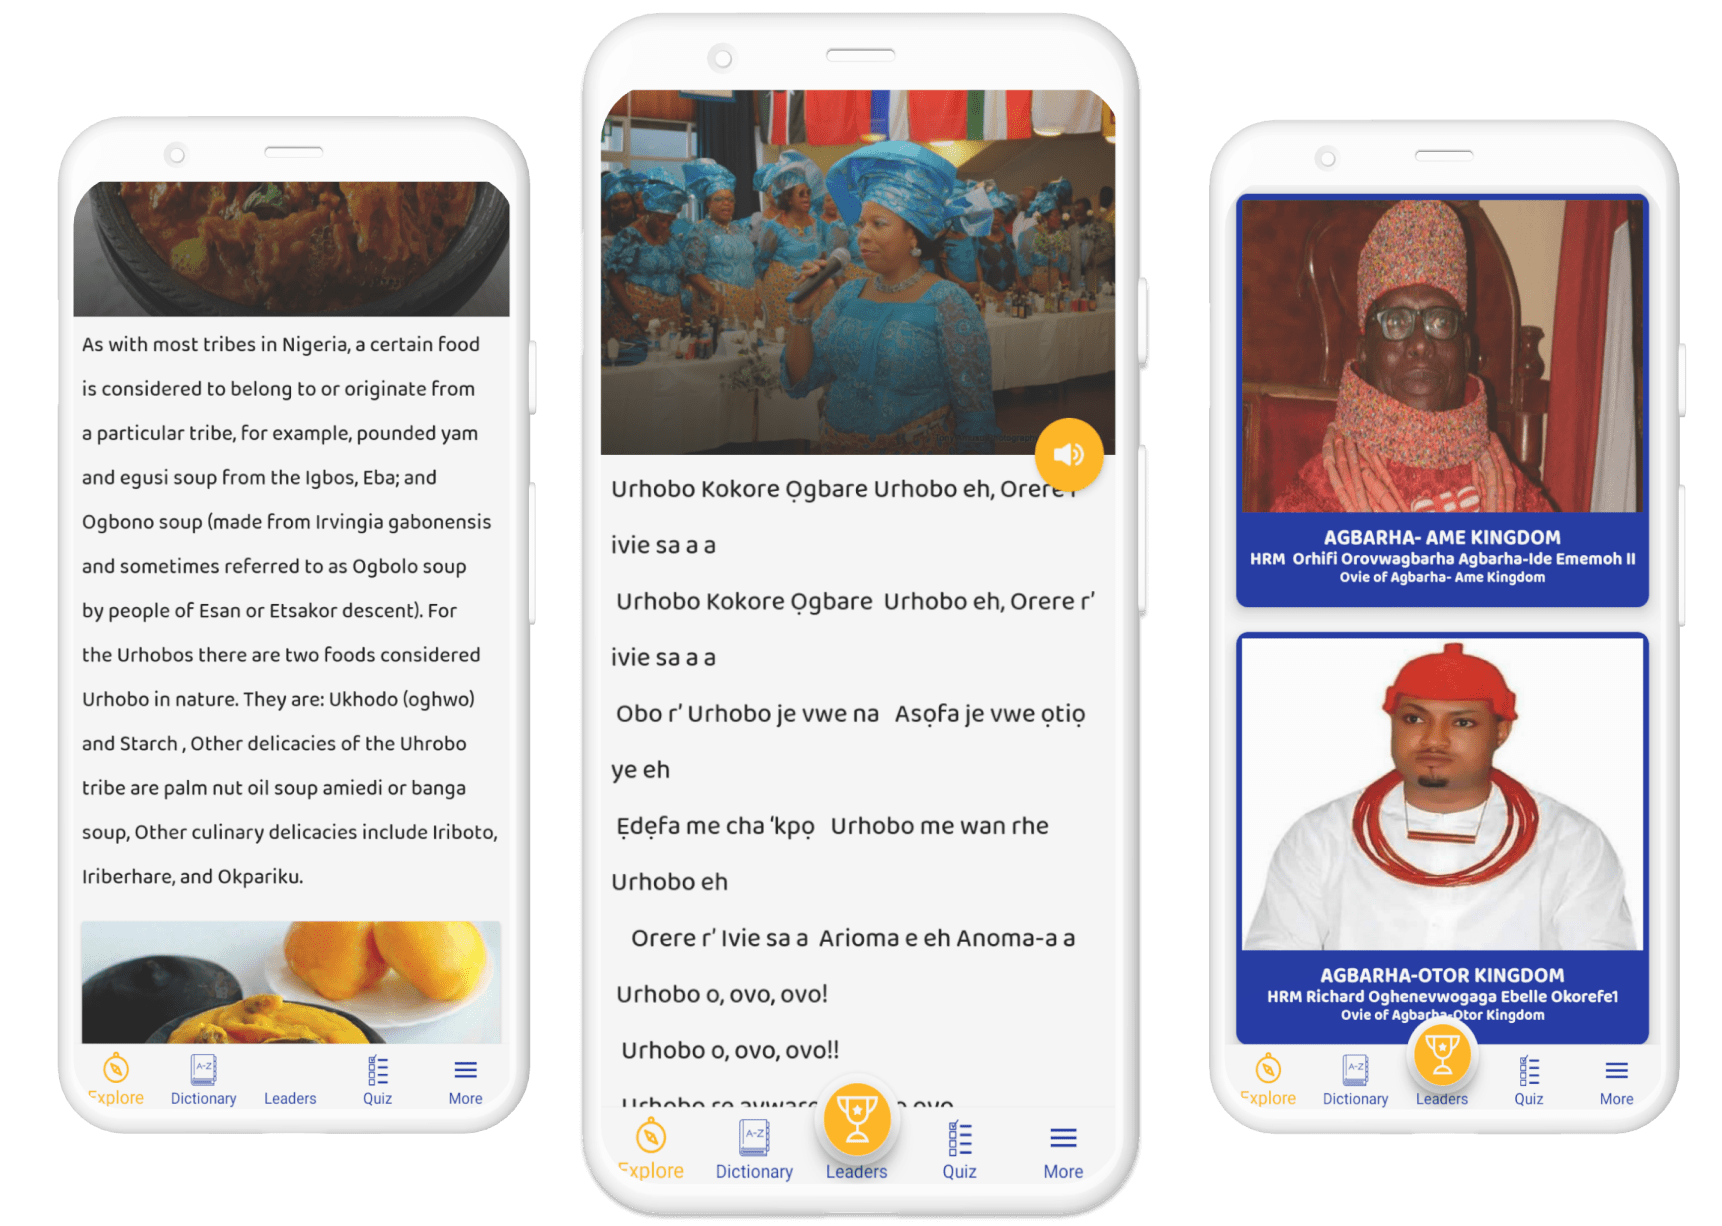 As with most tribes in Nigeria, a certain food
is considered to belong to or originate from
a particular tribe, for example, pounded yam
and egusi soup from the Igbos, Eba; and
Ogbono soup (made from Irvingia gabonensis
and sometimes referred to as Ogbolo soup
by people of Esan or Etsakor descent). For
the Urhobos there are two foods considered
Urhobo in nature. They are: Ukhodo (oghwo)
and Starch , Other delicacies of the Uhrobo
tribe are palm nut oil soup amiedi or banga
soup, Other culinary delicacies include Iriboto,
Iriberhare, and Okpariku.
Explore
A-Z
Dictionary
Leaders
Quiz
More
Urhobo Kokore Ọgbare Urhobo eh, Orere r'
ivie sa a a
Urhobo Kokore Ọgbare Urhobo eh, Orere r'
ivie sa a a
Obo r' Urhobo je vwe na Asọfa je vwe ọtiọ
ye eh
Ẹdẹfa me cha 'kpọ Urhobo me wan rhe
Urhobo eh
Orere r' Ivie sa a Arioma e eh Anoma-a a
Urhobo o, ovo, ovo!
Urhobo o, ovo, ovo!!
Urhobo re
Explore
A-Z
Dictionary
Leaders
Quiz
More
AGBARHA- AME KINGDOM
HRM Orhifi Orovwagbarha Agbarha-Ide Ememoh II
Ovie of Agbarha- Ame Kingdom
AGBARHA-OTOR KINGDOM
HRM Richard Oghenevwogaga Ebelle Okorefe1
Ovie of Agbarha-Otor Kingdom
Explore
A-Z
Dictionary
Leaders
Quiz
More